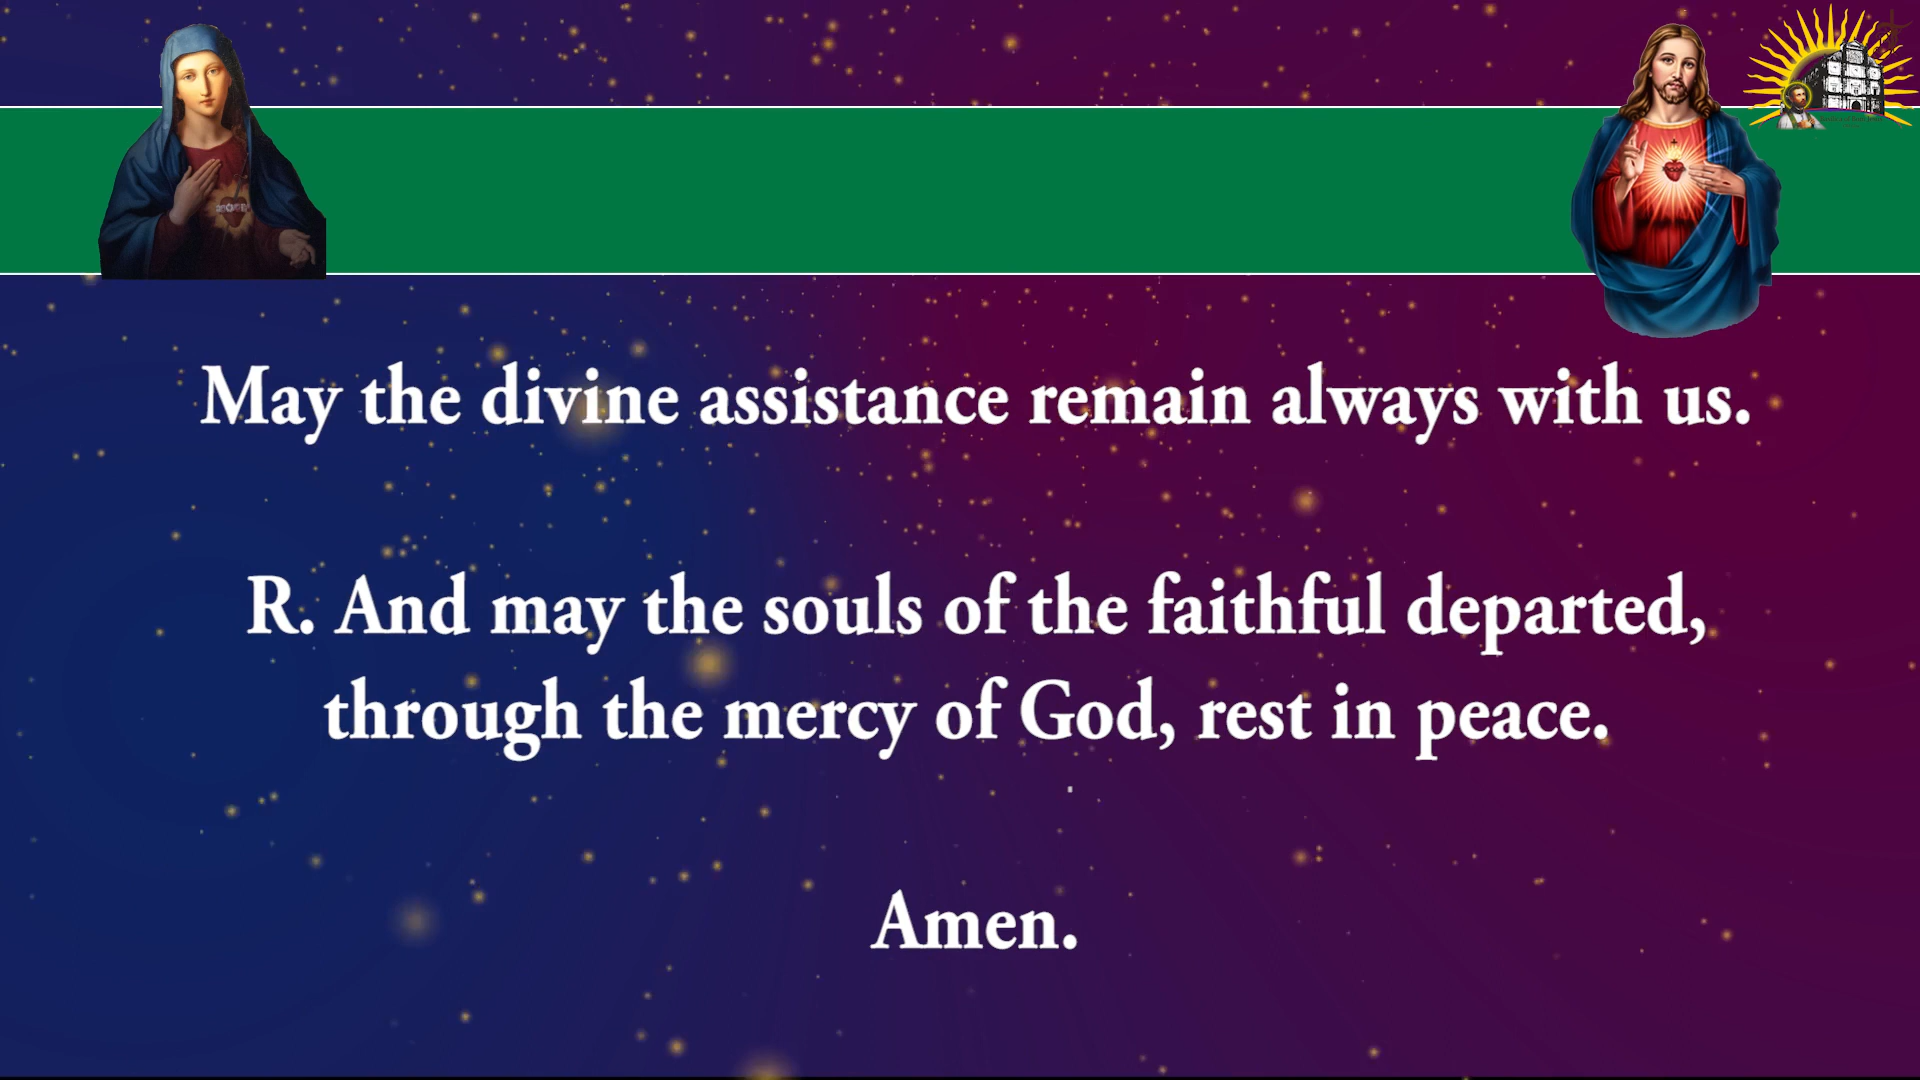 May the divine assistance remain always with us.
R. And may the souls of the faithful departed,
through the mercy of God, rest in peace.
Amen.